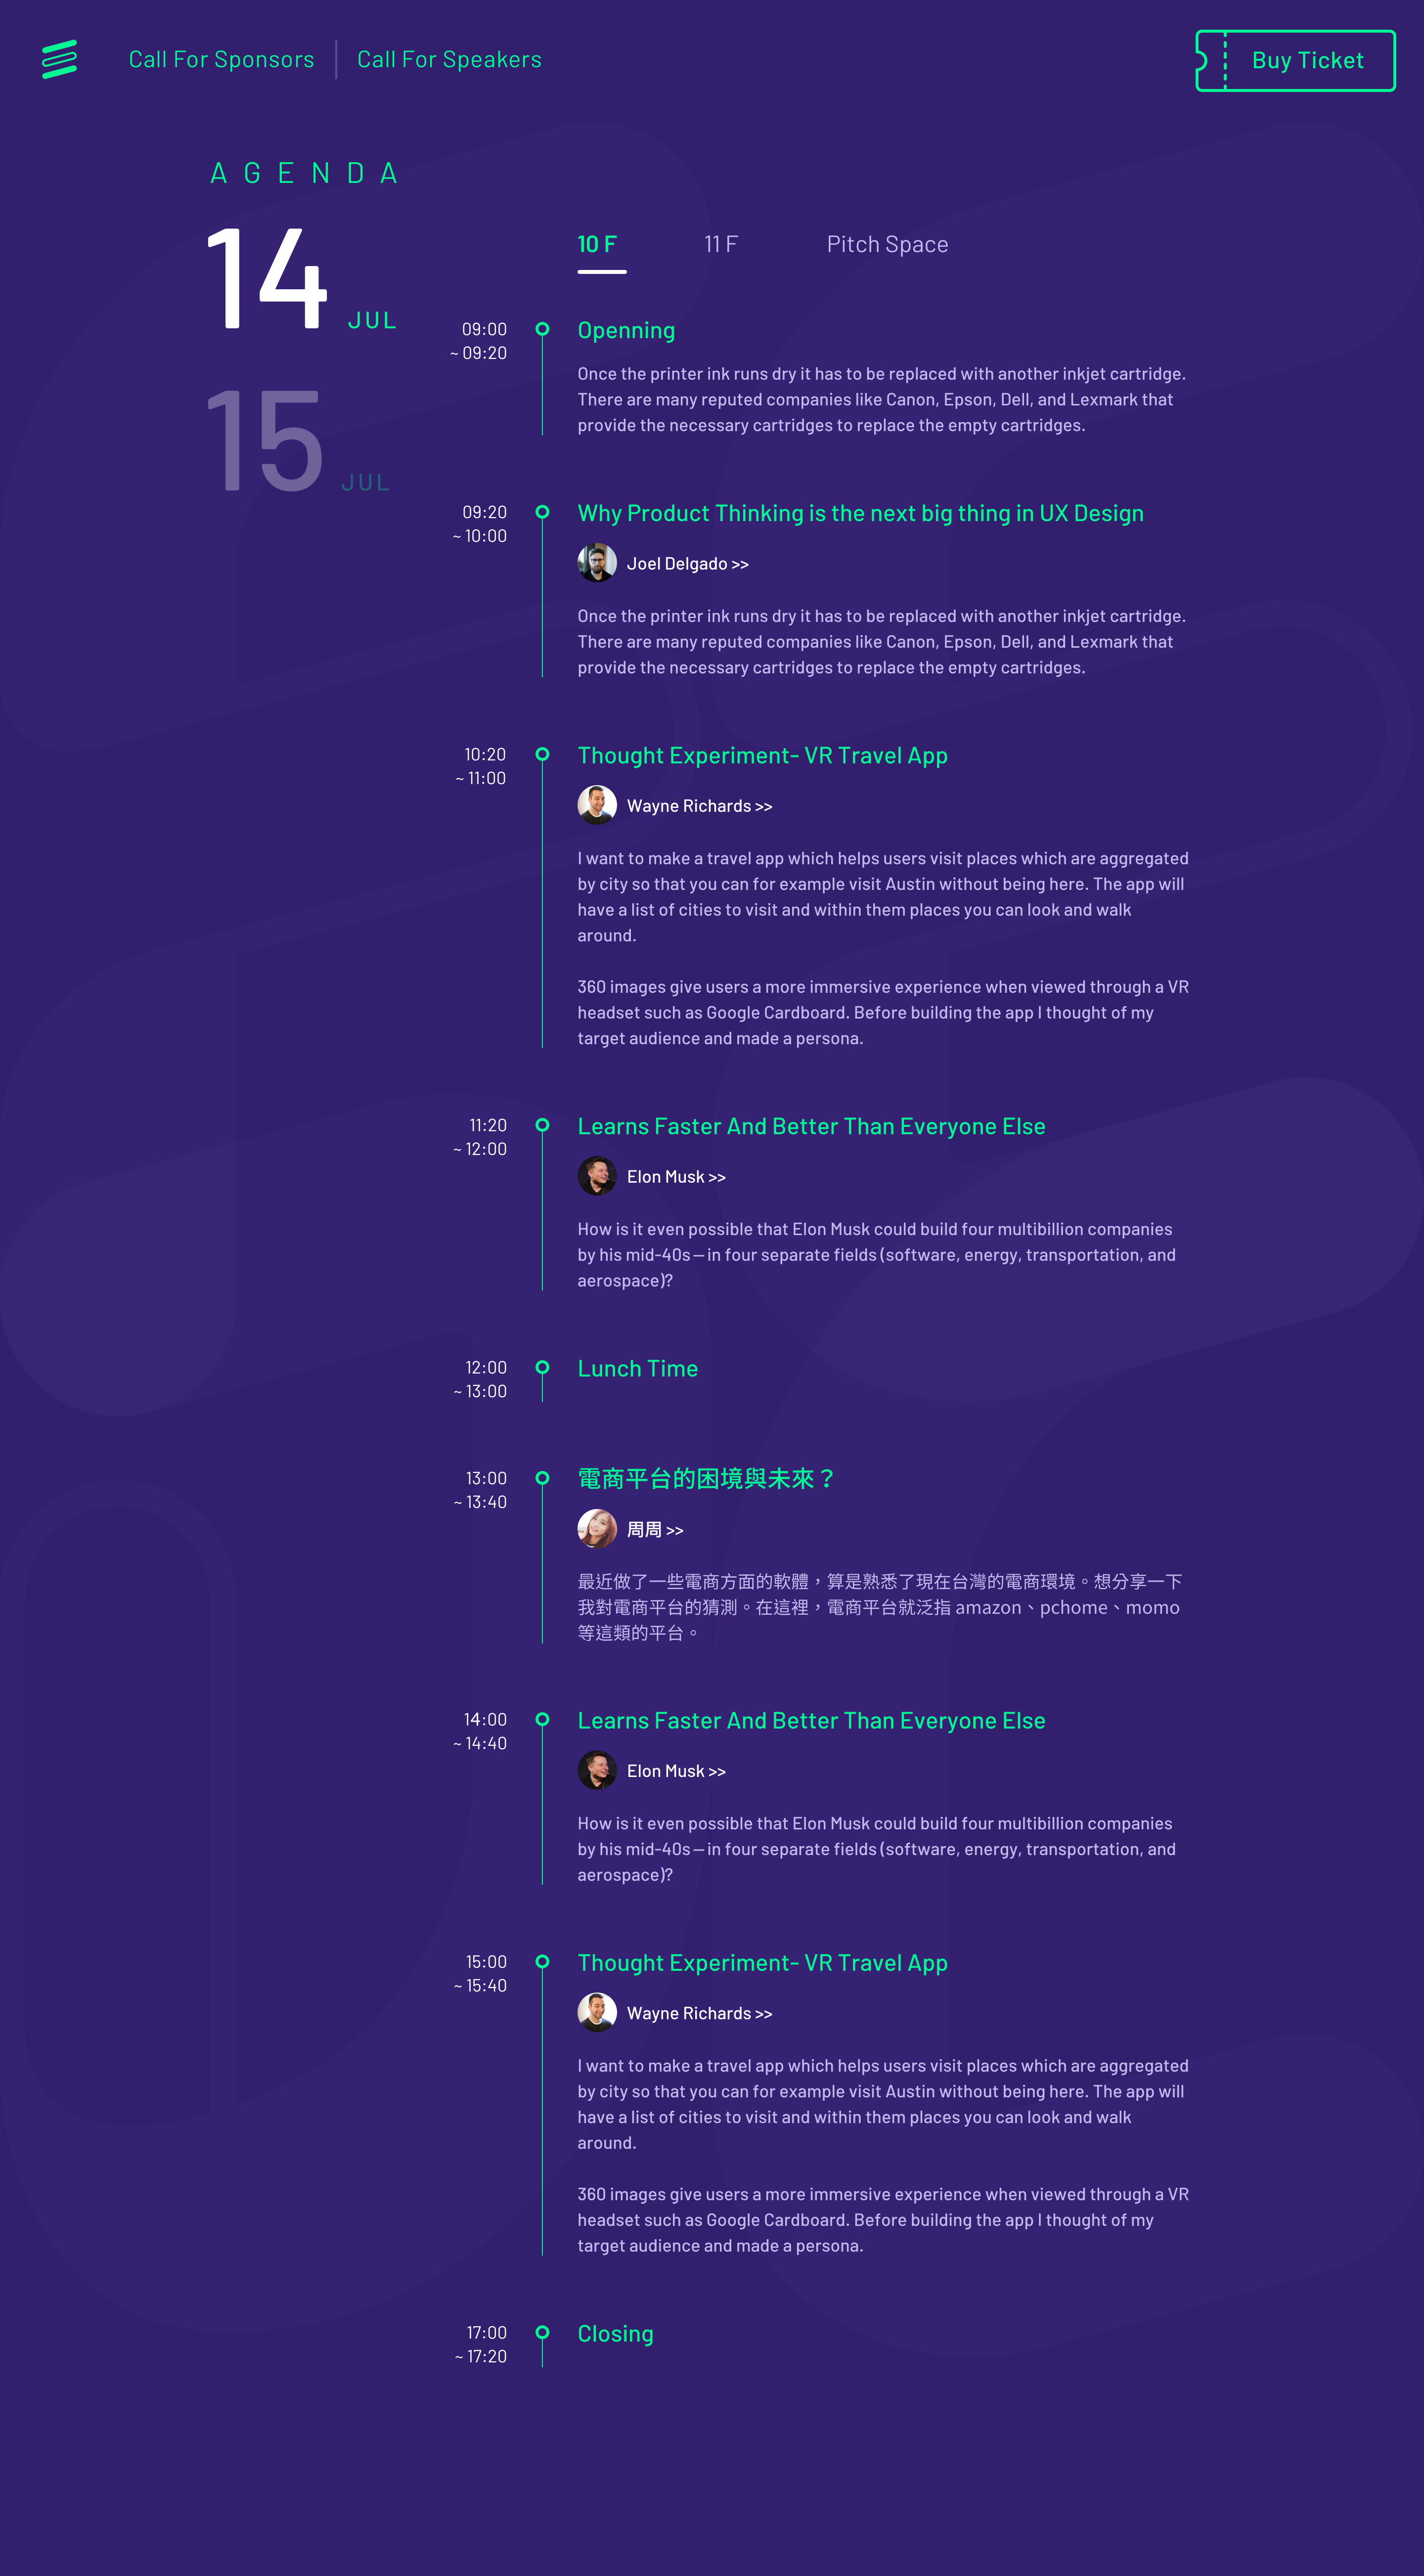 Call For Sponsors
Call For Speakers
Buy Ticket
AGENDA
14 JUL
15 JUL
10 F
11 F
Pitch Space
09:00
~ 09:20
Openning
Once the printer ink runs dry it has to be replaced with another inkjet cartridge.
There are many reputed companies like Canon, Epson, Dell, and Lexmark that
provide the necessary cartridges to replace the empty cartridges.
09:20
~ 10:00
Why Product Thinking is the next big thing in UX Design
Joel Delgado >>
Once the printer ink runs dry it has to be replaced with another inkjet cartridge.
There are many reputed companies like Canon, Epson, Dell, and Lexmark that
provide the necessary cartridges to replace the empty cartridges.
10:20
~ 11:00
Thought Experiment- VR Travel App
Wayne Richards >>
I want to make a travel app which helps users visit places which are aggregated
by city so that you can for example visit Austin without being here. The app will
have a list of cities to visit and within them places you can look and walk
around.
360 images give users a more immersive experience when viewed through a VR
headset such as Google Cardboard. Before building the app I thought of my
target audience and made a persona.
11:20
~ 12:00
Learns Faster And Better Than Everyone Else
Elon Musk >>
How is it even possible that Elon Musk could build four multibillion companies
by his mid-40s — in four separate fields (software, energy, transportation, and
aerospace)?
12:00
~ 13:00
Lunch Time
13:00
~ 13:40
電商平台的困境與未來？
周周 >>
最近做了一些電商方面的軟體，算是熟悉了現在台灣的電商環境。想分享一下
我對電商平台的猜測。在這裡，電商平台就泛指 amazon、pchome、momo
等這類的平台。
14:00
~ 14:40
Learns Faster And Better Than Everyone Else
Elon Musk >>
How is it even possible that Elon Musk could build four multibillion companies
by his mid-40s — in four separate fields (software, energy, transportation, and
aerospace)?
15:00
~ 15:40
Thought Experiment- VR Travel App
Wayne Richards >>
I want to make a travel app which helps users visit places which are aggregated
by city so that you can for example visit Austin without being here. The app will
have a list of cities to visit and within them places you can look and walk
around.
360 images give users a more immersive experience when viewed through a VR
headset such as Google Cardboard. Before building the app I thought of my
target audience and made a persona.
17:00
~ 17:20
Closing